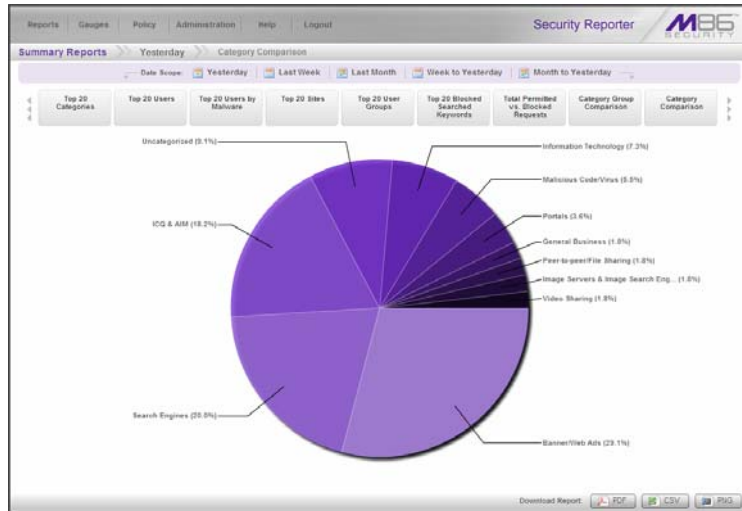 Reports Gauges Policy Administration Help Logout Security Reporter M86 SECURITY
Summary Reports Yesterday Category Comparison
Date Scope: Yesterday Last Week Last Month Week to Yesterday Month to Yesterday
Top 20 Categories
Top 20 Users
Top 20 Users by Malware
Top 20 Sites
Top 20 User Groups
Top 20 Blocked Searched Keywords
Total Permitted vs. Blocked Requests
Category Group Comparison
Category Comparison
Uncategorized (9.1%)
Information Technology (7.3%)
Malicious Code/Virus (5.5%)
ICQ & AIM (18.2%)
Portals (3.6%)
General Business (1.8%)
Peer-to-peer/File Sharing (1.8%)
Image Servers & Image Search Eng... (1.8%)
Video Sharing (1.8%)
Search Engines (20.0%)
Banner/Web Ads (29.1%)
Download Report: PDF CSV PNG